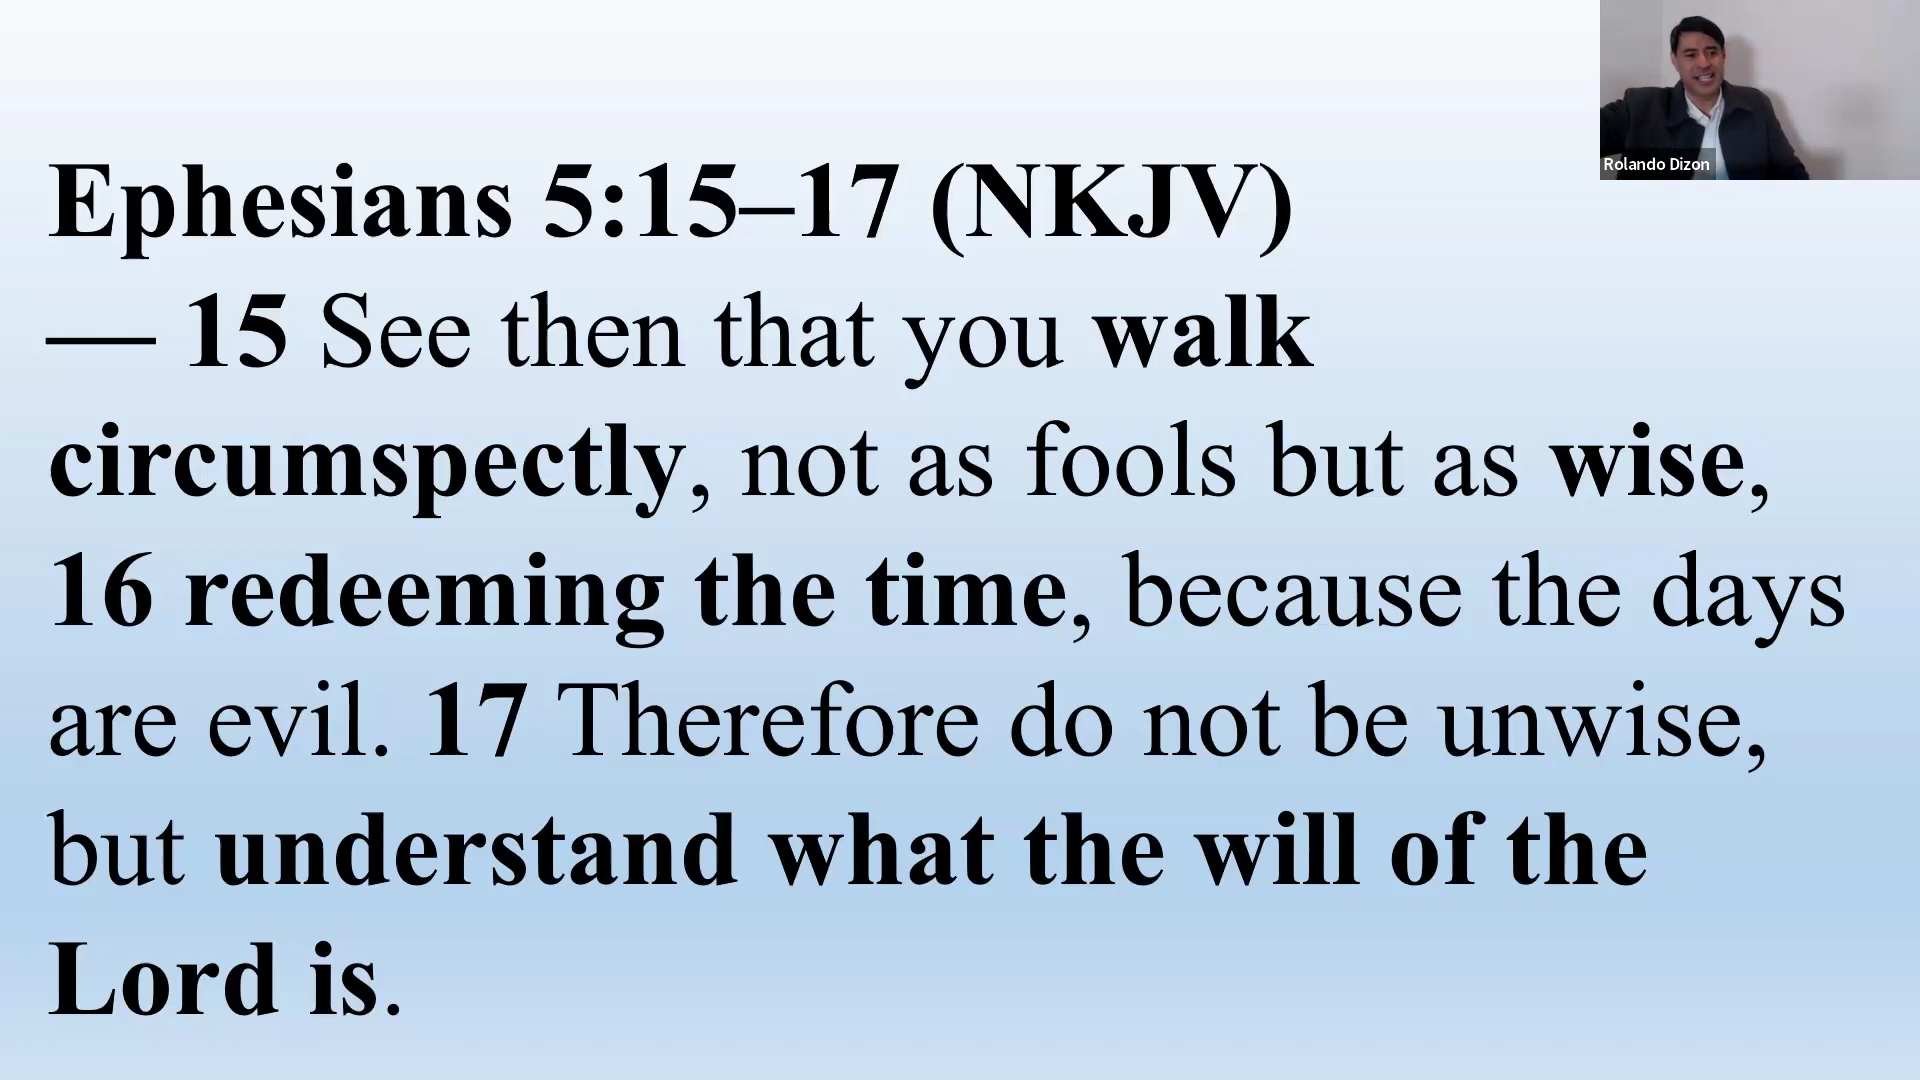 Rolando Dizon
Ephesians 5:15–17 (NKJV)
— 15 See then that you walk
circumspectly, not as fools but as wise,
16 redeeming the time, because the days
are evil. 17 Therefore do not be unwise,
but understand what the will of the
Lord is.